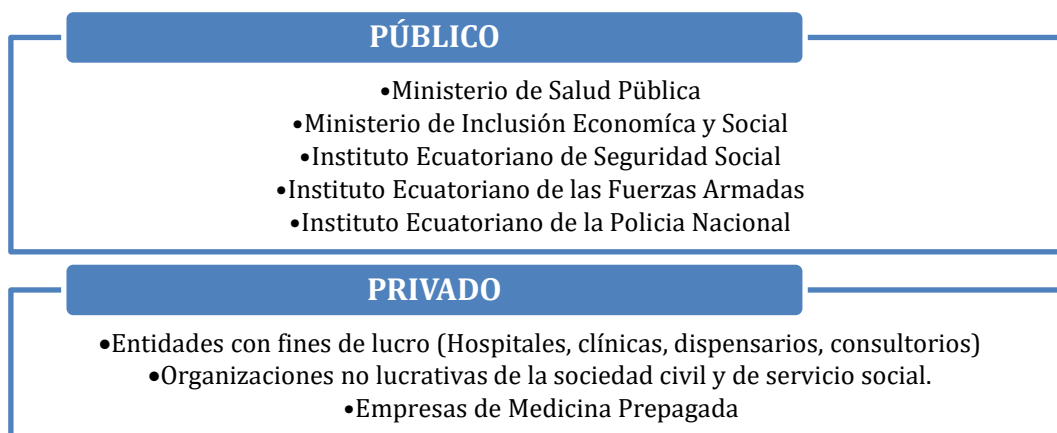 PÚBLICO
•Ministerio de Salud Püblica
•Ministerio de Inclusión Economíca y Social
•Instituto Ecuatoriano de Seguridad Social
•Instituto Ecuatoriano de las Fuerzas Armadas
•Instituto Ecuatoriano de la Policia Nacional
PRIVADO
•Entidades con fines de lucro (Hospitales, clínicas, dispensarios, consultorios)
•Organizaciones no lucrativas de la sociedad civil y de servicio social.
•Empresas de Medicina Prepagada